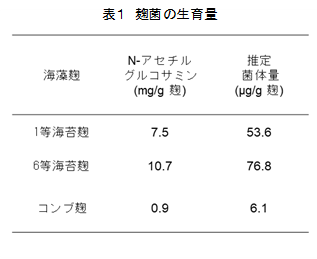 表1 麹菌の生育量
海藻麹
N-アセチル
グルコサミン
(mg/g 麹)
推定
菌体量
(μg/g 麹)
1等海苔麹 7.5 53.6
6等海苔麹 10.7 76.8
コンブ麹 0.9 6.1